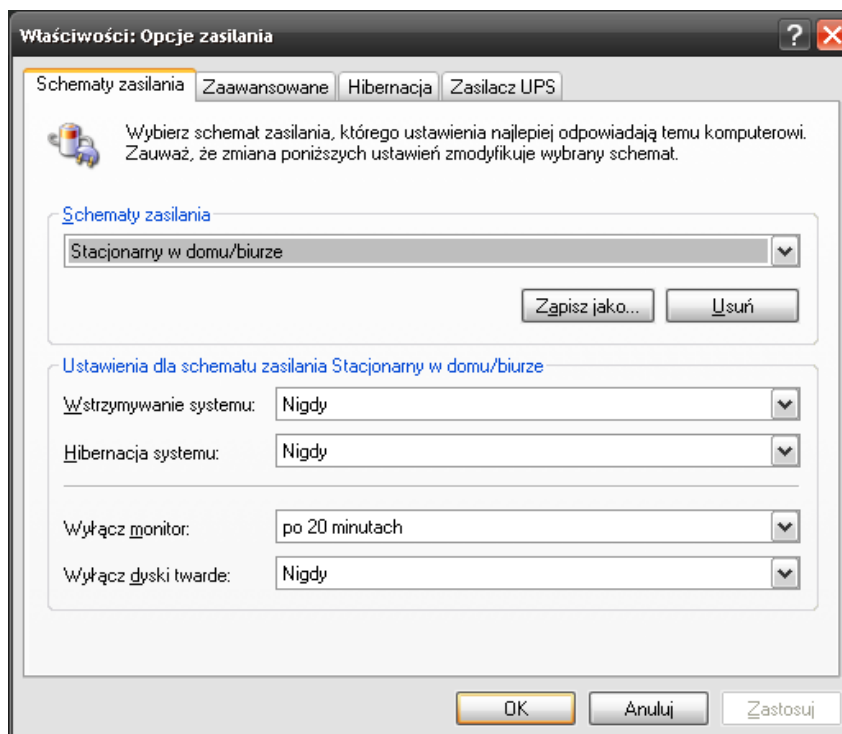 Właściwości: Opcje zasilania
Schematy zasilania
Zaawansowane
Hibernacja
Zasilacz UPS
Wybierz schemat zasilania, którego ustawienia najlepiej odpowiadają temu komputerowi.
Zauważ, że zmiana poniższych ustawień zmodyfikuje wybrany schemat.
Schematy zasilania
Stacjonarny w domu/biurze
Zapisz jako...
Usuń
Ustawienia dla schematu zasilania Stacjonarny w domu/biurze
Wstrzymywanie systemu: Nigdy
Hibernacja systemu: Nigdy
Wyłącz monitor: po 20 minutach
Wyłącz dyski twarde: Nigdy
OK
Anuluj
Zastosuj